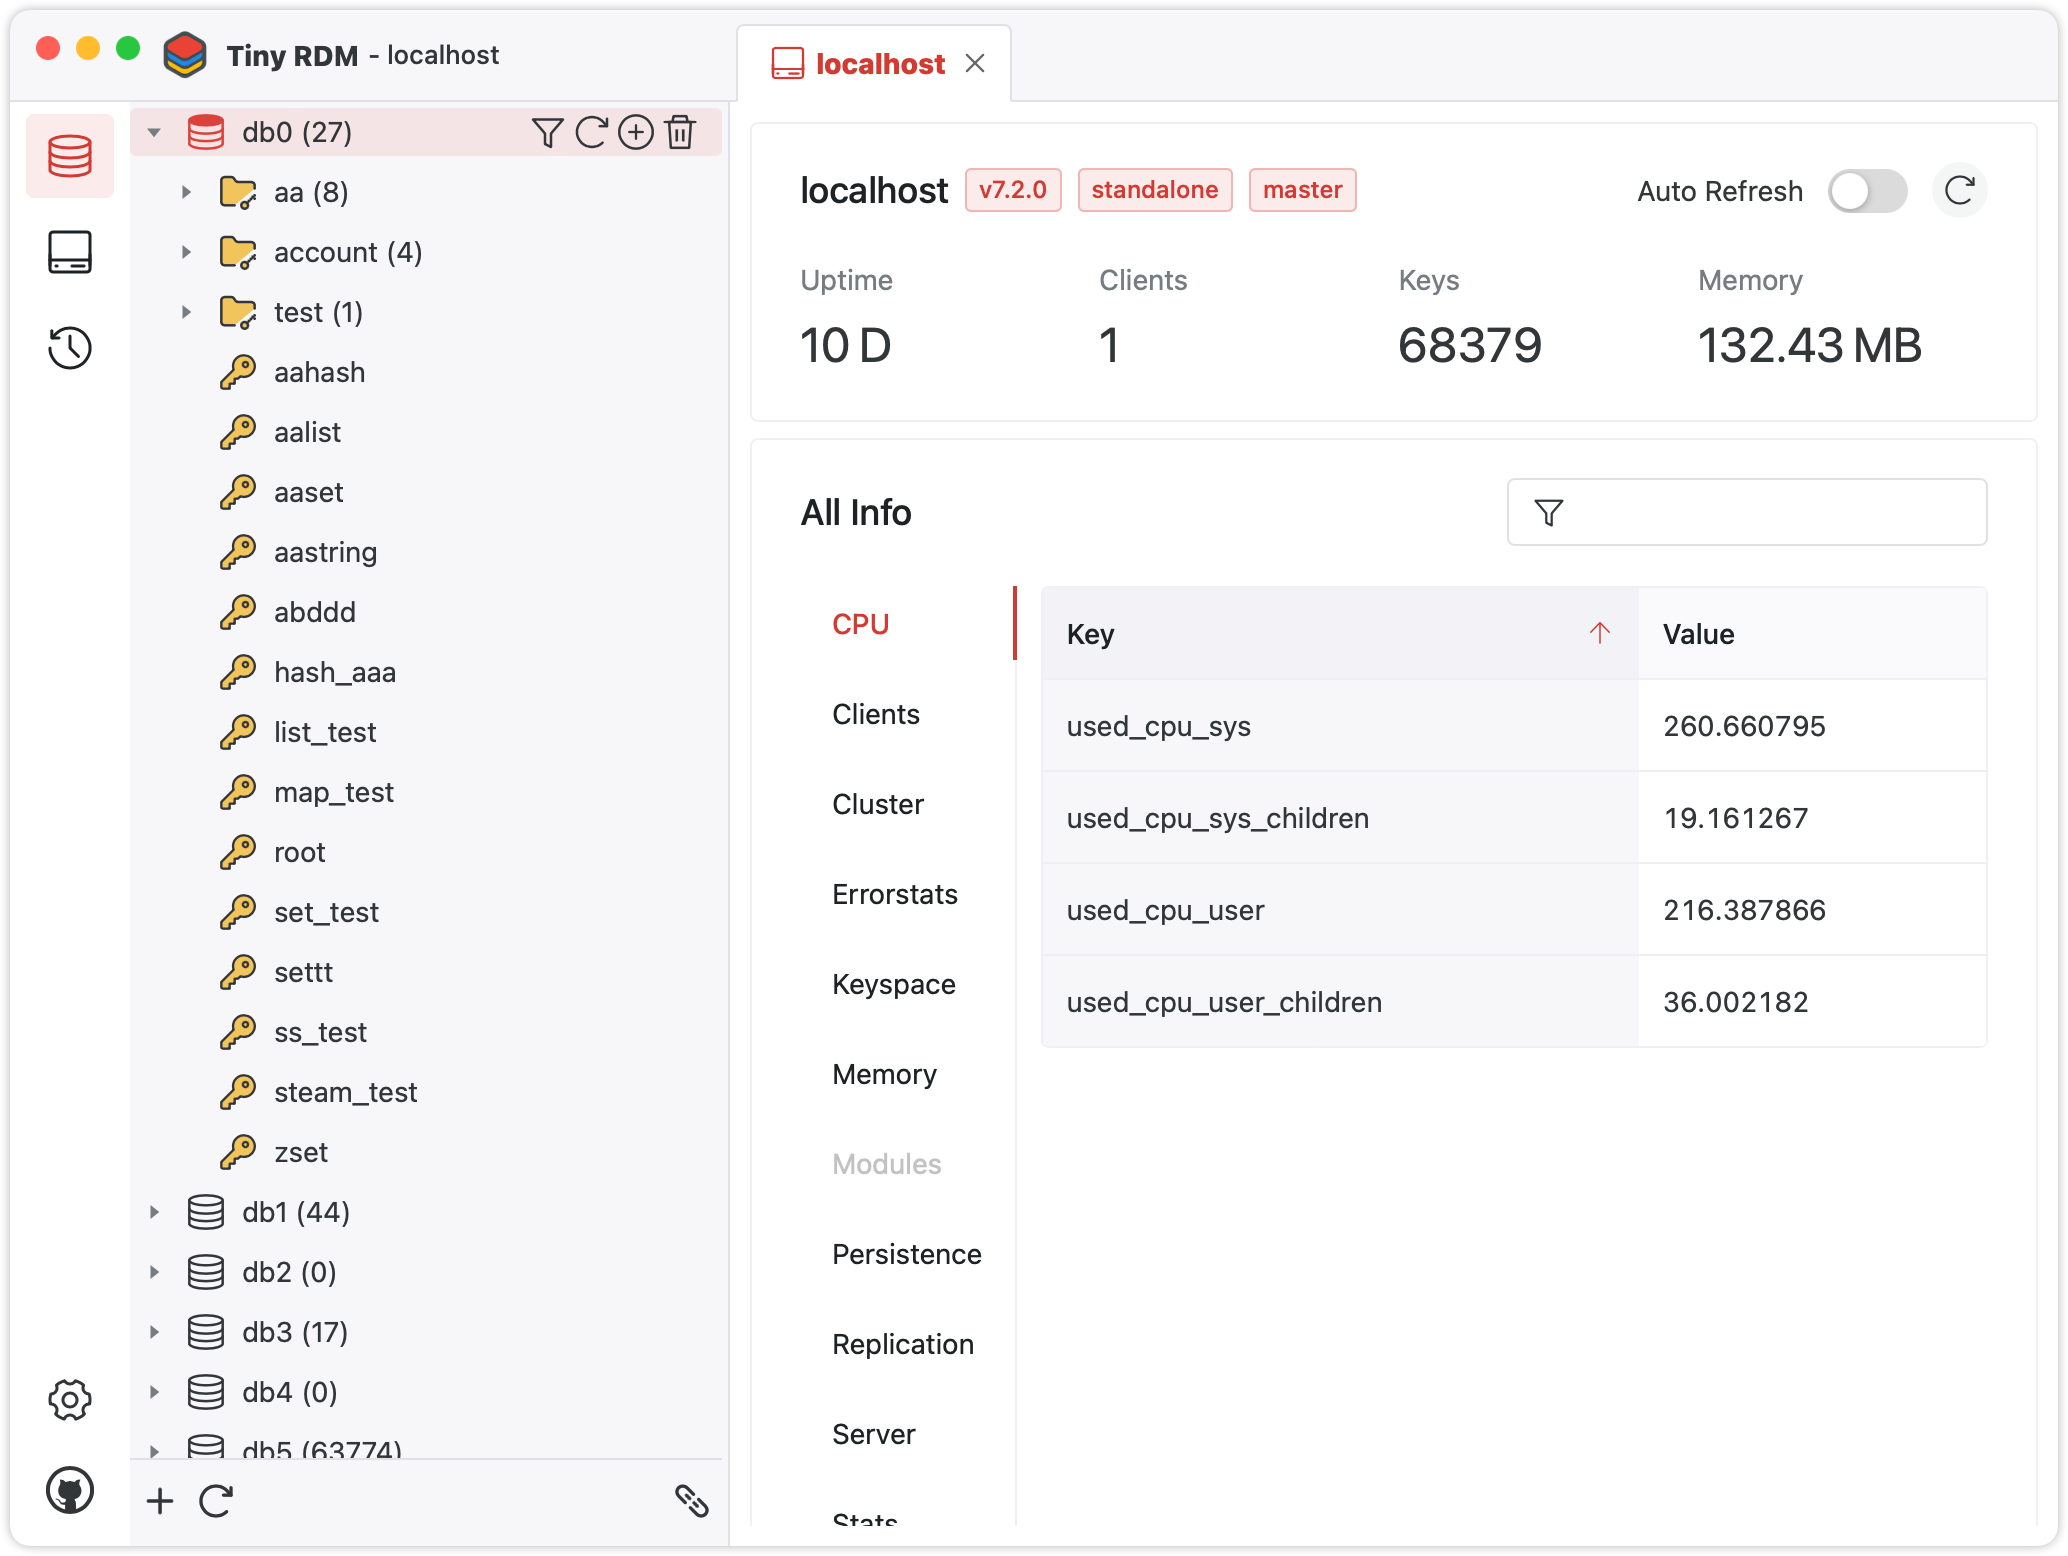 Tiny RDM - localhost
localhost
db0 (27)
aa (8)
account (4)
test (1)
aahash
aalist
aaset
aastring
abddd
hash_aaa
list_test
map_test
root
set_test
settt
ss_test
steam_test
zset
db1 (44)
db2 (0)
db3 (17)
db4 (0)
db5 (63774)
localhost v7.2.0 standalone master Auto Refresh
Uptime Clients Keys Memory
10 D 1 68379 132.43 MB
All Info
CPU
Clients
Cluster
Errorstats
Keyspace
Memory
Modules
Persistence
Replication
Server
Stats
Key Value
used_cpu_sys 260.660795
used_cpu_sys_children 19.161267
used_cpu_user 216.387866
used_cpu_user_children 36.002182